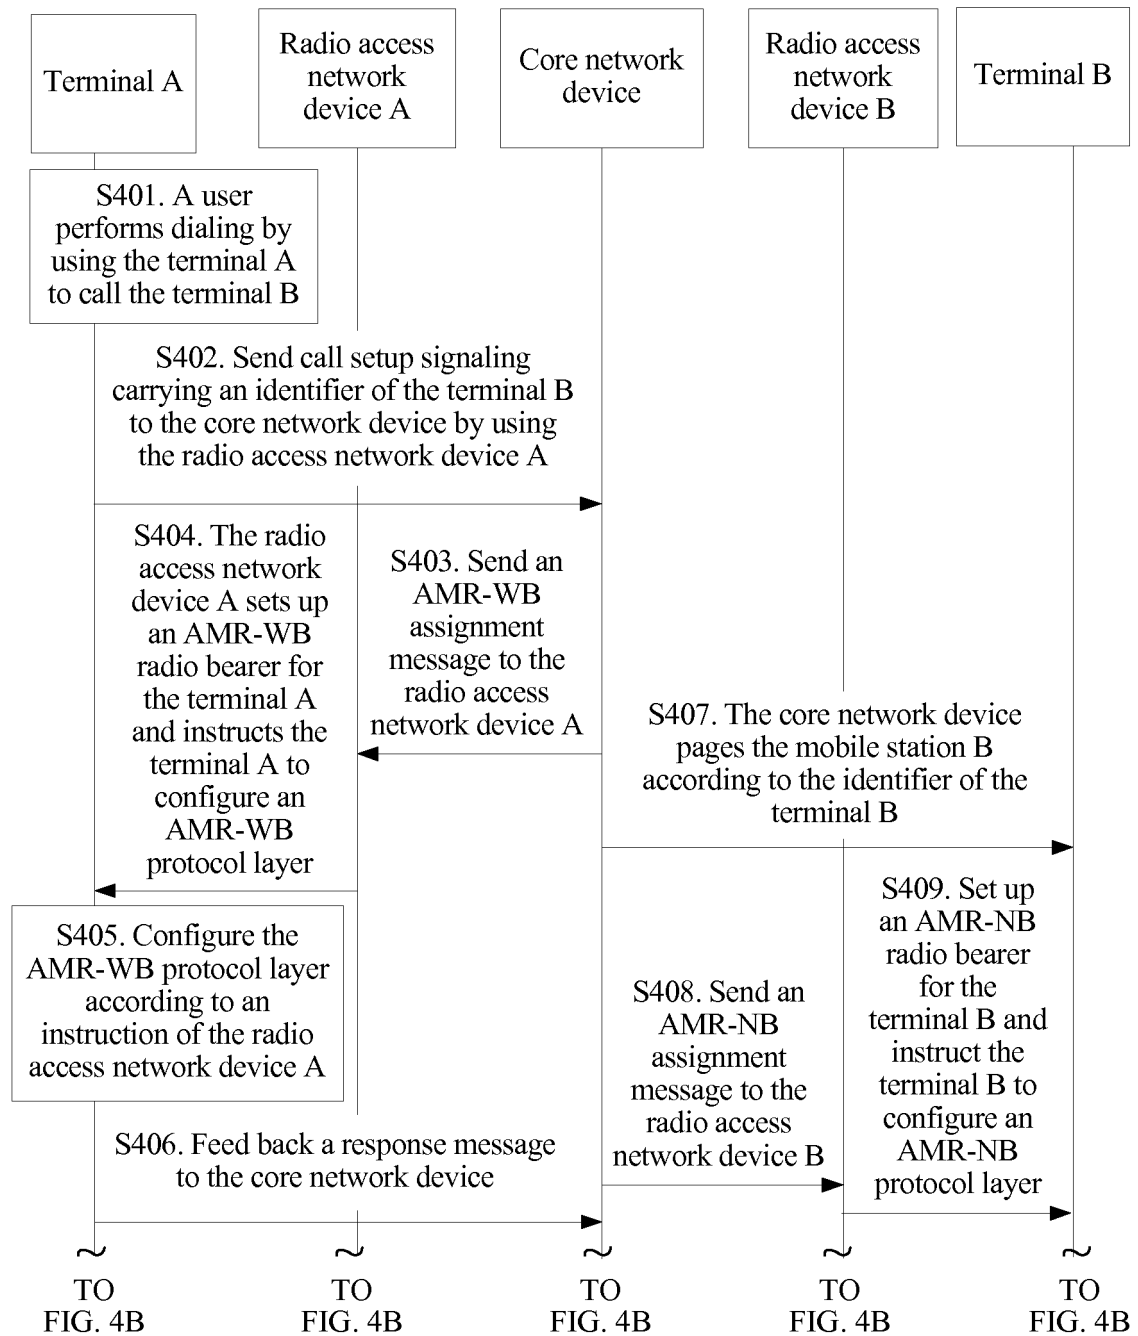 Terminal A
Radio access
network
device A
Core network
device
Radio access
network
device B
Terminal B
S401. A user
performs dialing by
using the terminal A
to call the terminal B
S402. Send call setup signaling
carrying an identifier of the terminal B
to the core network device by using
the radio access network device A
S403. Send an
AMR-WB
assignment
message to the
radio access
network device A
S404. The radio
access network
device A sets up
an AMR-WB
radio bearer for
the terminal A
and instructs the
terminal A to
configure an
AMR-WB
protocol layer
S405. Configure the
AMR-WB protocol layer
according to an
instruction of the radio
access network device A
S406. Feed back a response message
to the core network device
S407. The core network device
pages the mobile station B
according to the identifier of the
terminal B
S408. Send an
AMR-NB
assignment
message to the
radio access
network device B
S409. Set up
an AMR-NB
radio bearer
for the
terminal B and
instruct the
terminal B to
configure an
AMR-NB
protocol layer
TO
FIG. 4B
TO
FIG. 4B
TO
FIG. 4B
TO
FIG. 4B
TO
FIG. 4B